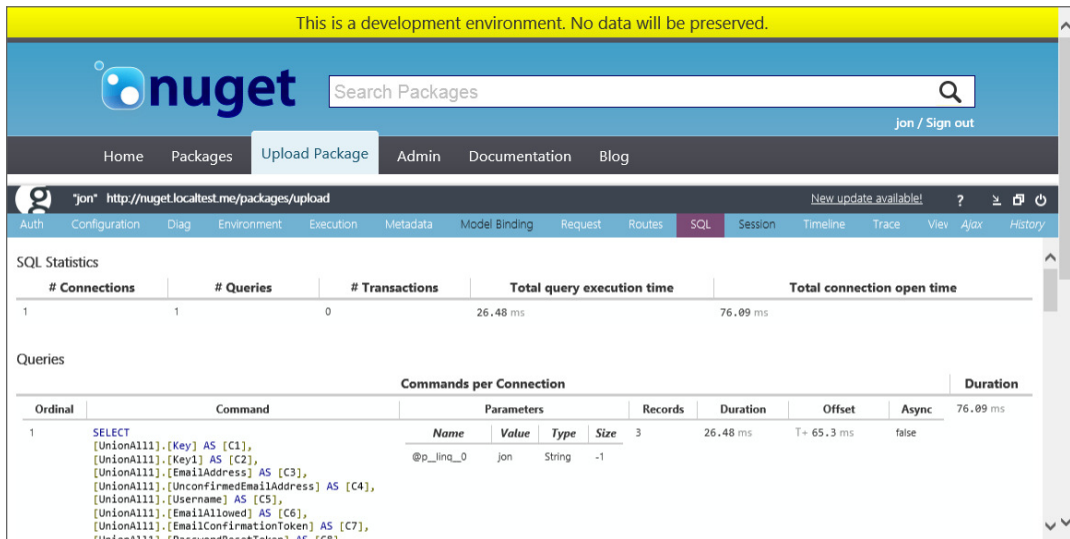 This is a development environment. No data will be preserved.
nuget
Search Packages
jon / Sign out
Home Packages Upload Package Admin Documentation Blog
g "jon" http://nuget.localtest.me/packages/upload New update available! ?
Auth Configuration Diag Environment Execution Metadata Model Binding Request Routes SQL Session Timeline Trace View Ajax History
SQL Statistics
# Connections # Queries # Transactions Total query execution time Total connection open time
1 1 0 26.48 ms 76.09 ms
Queries
Commands per Connection Duration
Ordinal Command Parameters Records Duration Offset Async 76.09 ms
1 SELECT Name Value Type Size 3 26.48 ms T+ 65.3 ms false
[UnionAll1].[Key] AS [C1],
[UnionAll1].[Key1] AS [C2], @p_linq_0 jon String -1
[UnionAll1].[EmailAddress] AS [C3],
[UnionAll1].[UnconfirmedEmailAddress] AS [C4],
[UnionAll1].[Username] AS [C5],
[UnionAll1].[EmailAllowed] AS [C6],
[UnionAll1].[EmailConfirmationToken] AS [C7],
[UnionAll1].[PasswordResetToken] AS [C8],